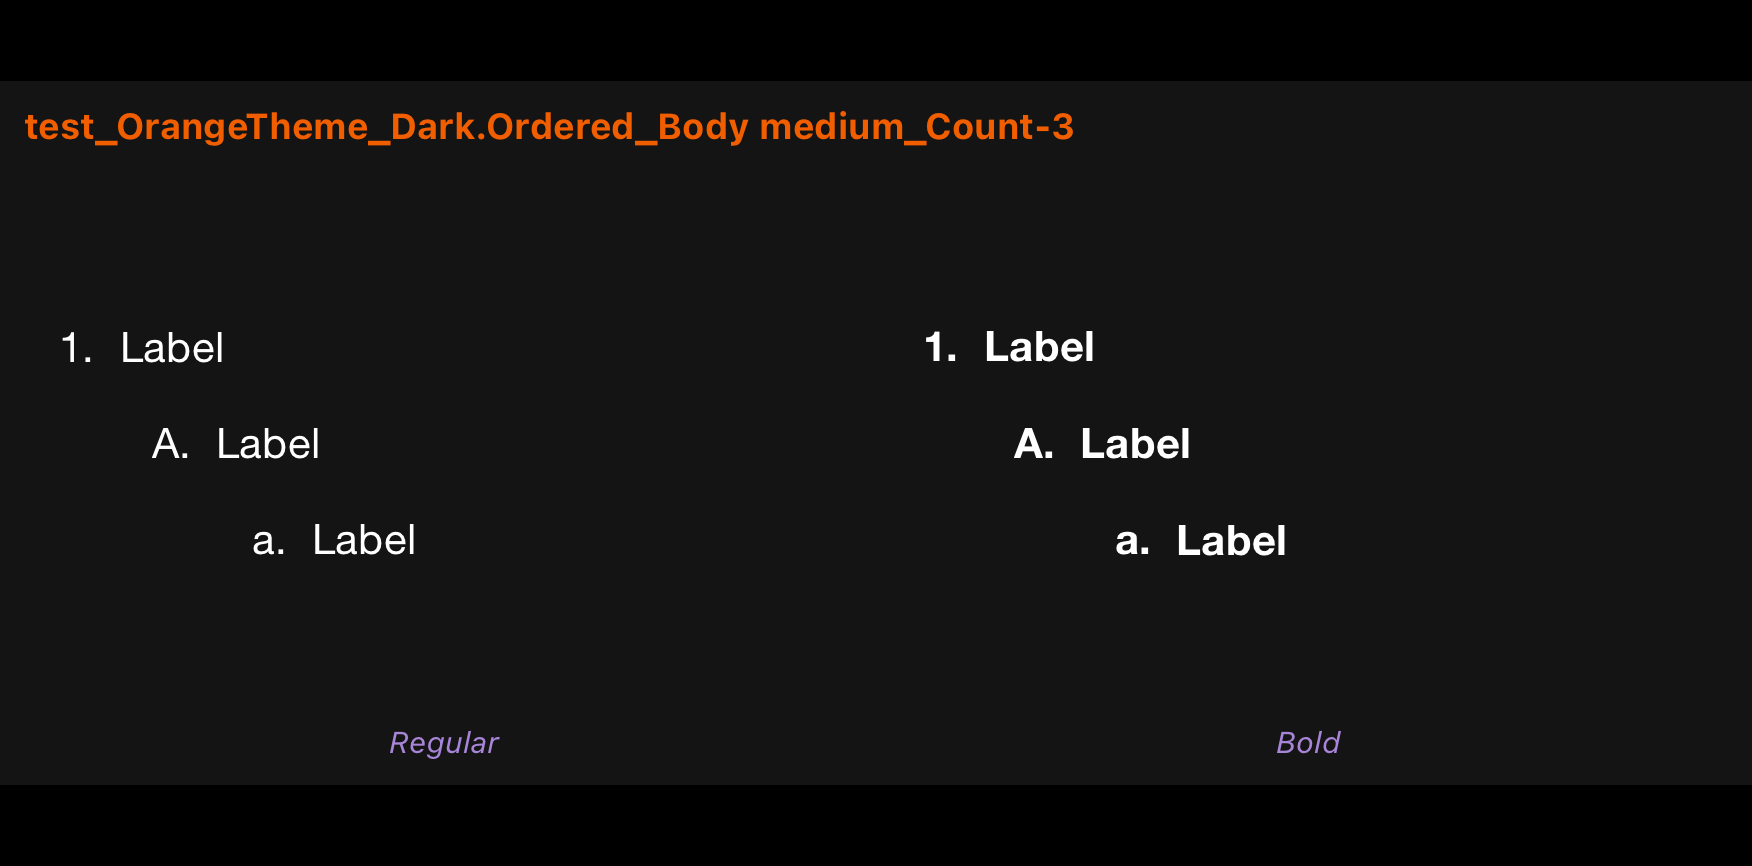 test_OrangeTheme_Dark.Ordered_Body medium_Count-3
1. Label
A. Label
a. Label
Regular
1. Label
A. Label
a. Label
Bold